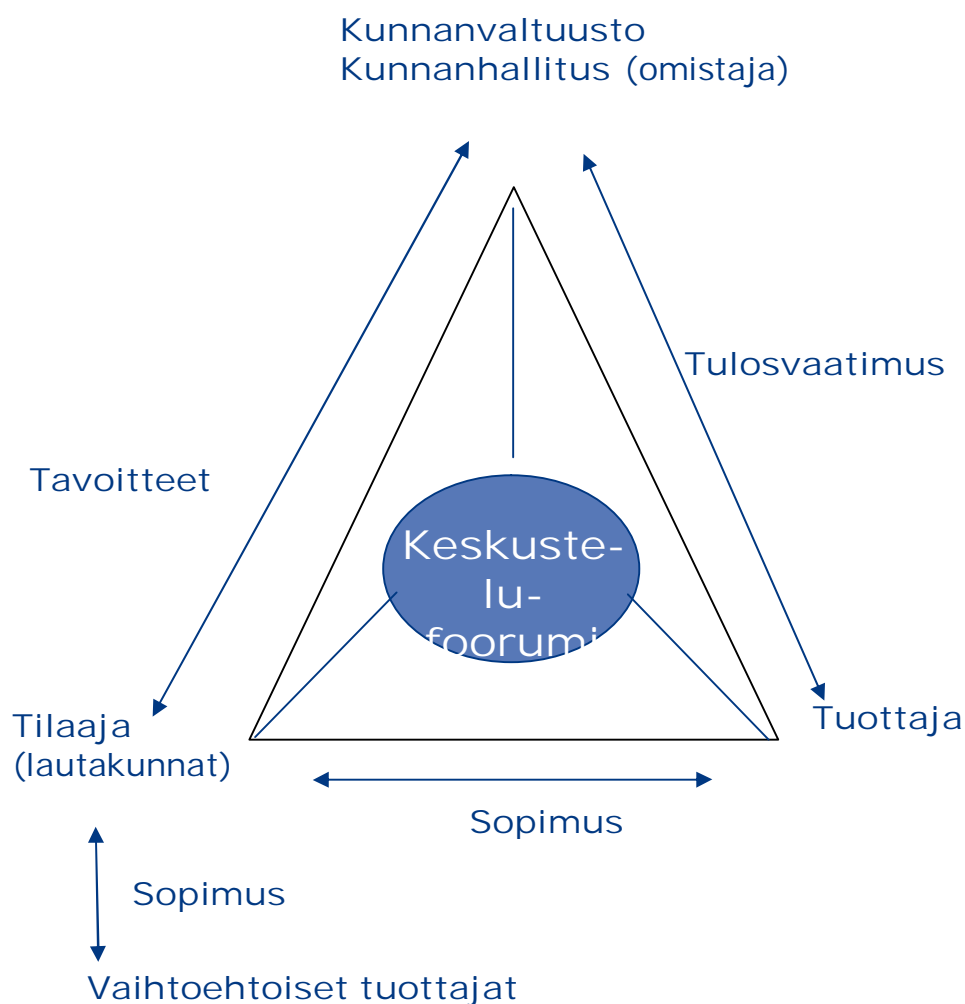 Kunnanvaltuusto
Kunnanhallitus (omistaja)
Tulosvaatimus
Tavoitteet
Keskuste-
lu-
foorumi
Tilaaja
(lautakunnat)
Tuottaja
Sopimus
Sopimus
Vaihtoehtoiset tuottajat